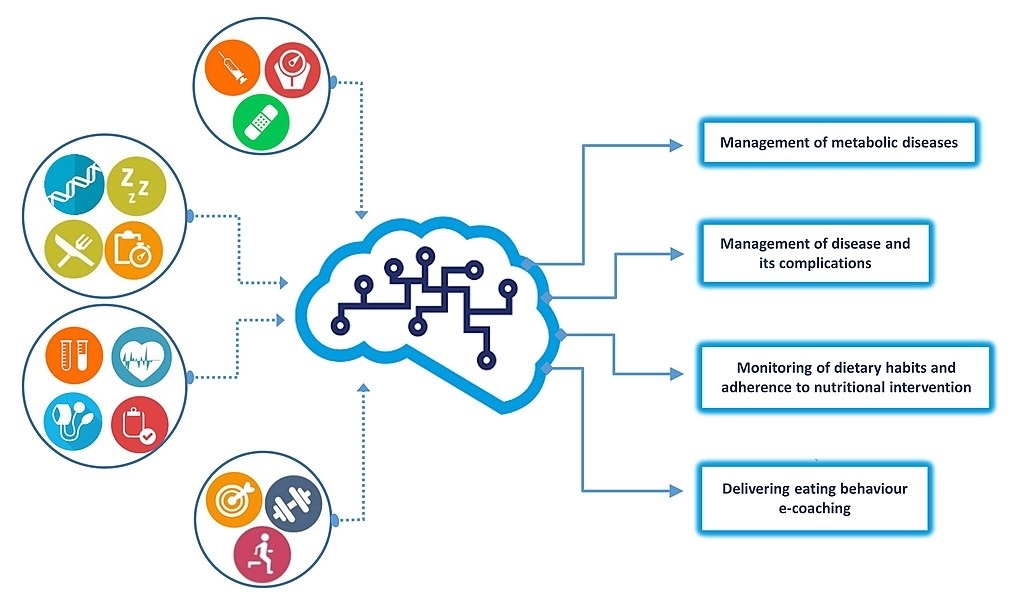 Z
Z
Z
Management of metabolic diseases
Management of disease and
its complications
Monitoring of dietary habits and
adherence to nutritional intervention
Delivering eating behaviour
e-coaching